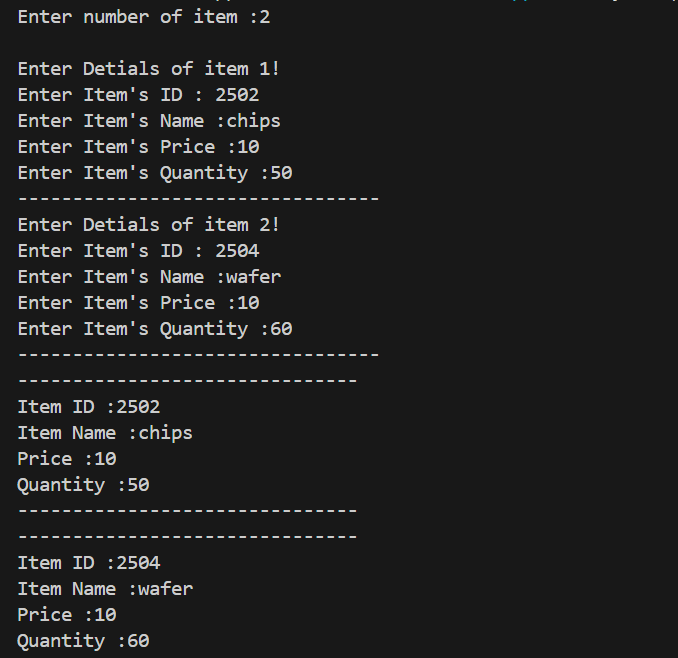 Enter number of item :2
Enter Detials of item 1!
Enter Item's ID : 2502
Enter Item's Name :chips
Enter Item's Price :10
Enter Item's Quantity :50
---------------------------------
Enter Detials of item 2!
Enter Item's ID : 2504
Enter Item's Name :wafer
Enter Item's Price :10
Enter Item's Quantity :60
---------------------------------
-------------------------------
Item ID :2502
Item Name :chips
Price :10
Quantity :50
-------------------------------
-------------------------------
Item ID :2504
Item Name :wafer
Price :10
Quantity :60